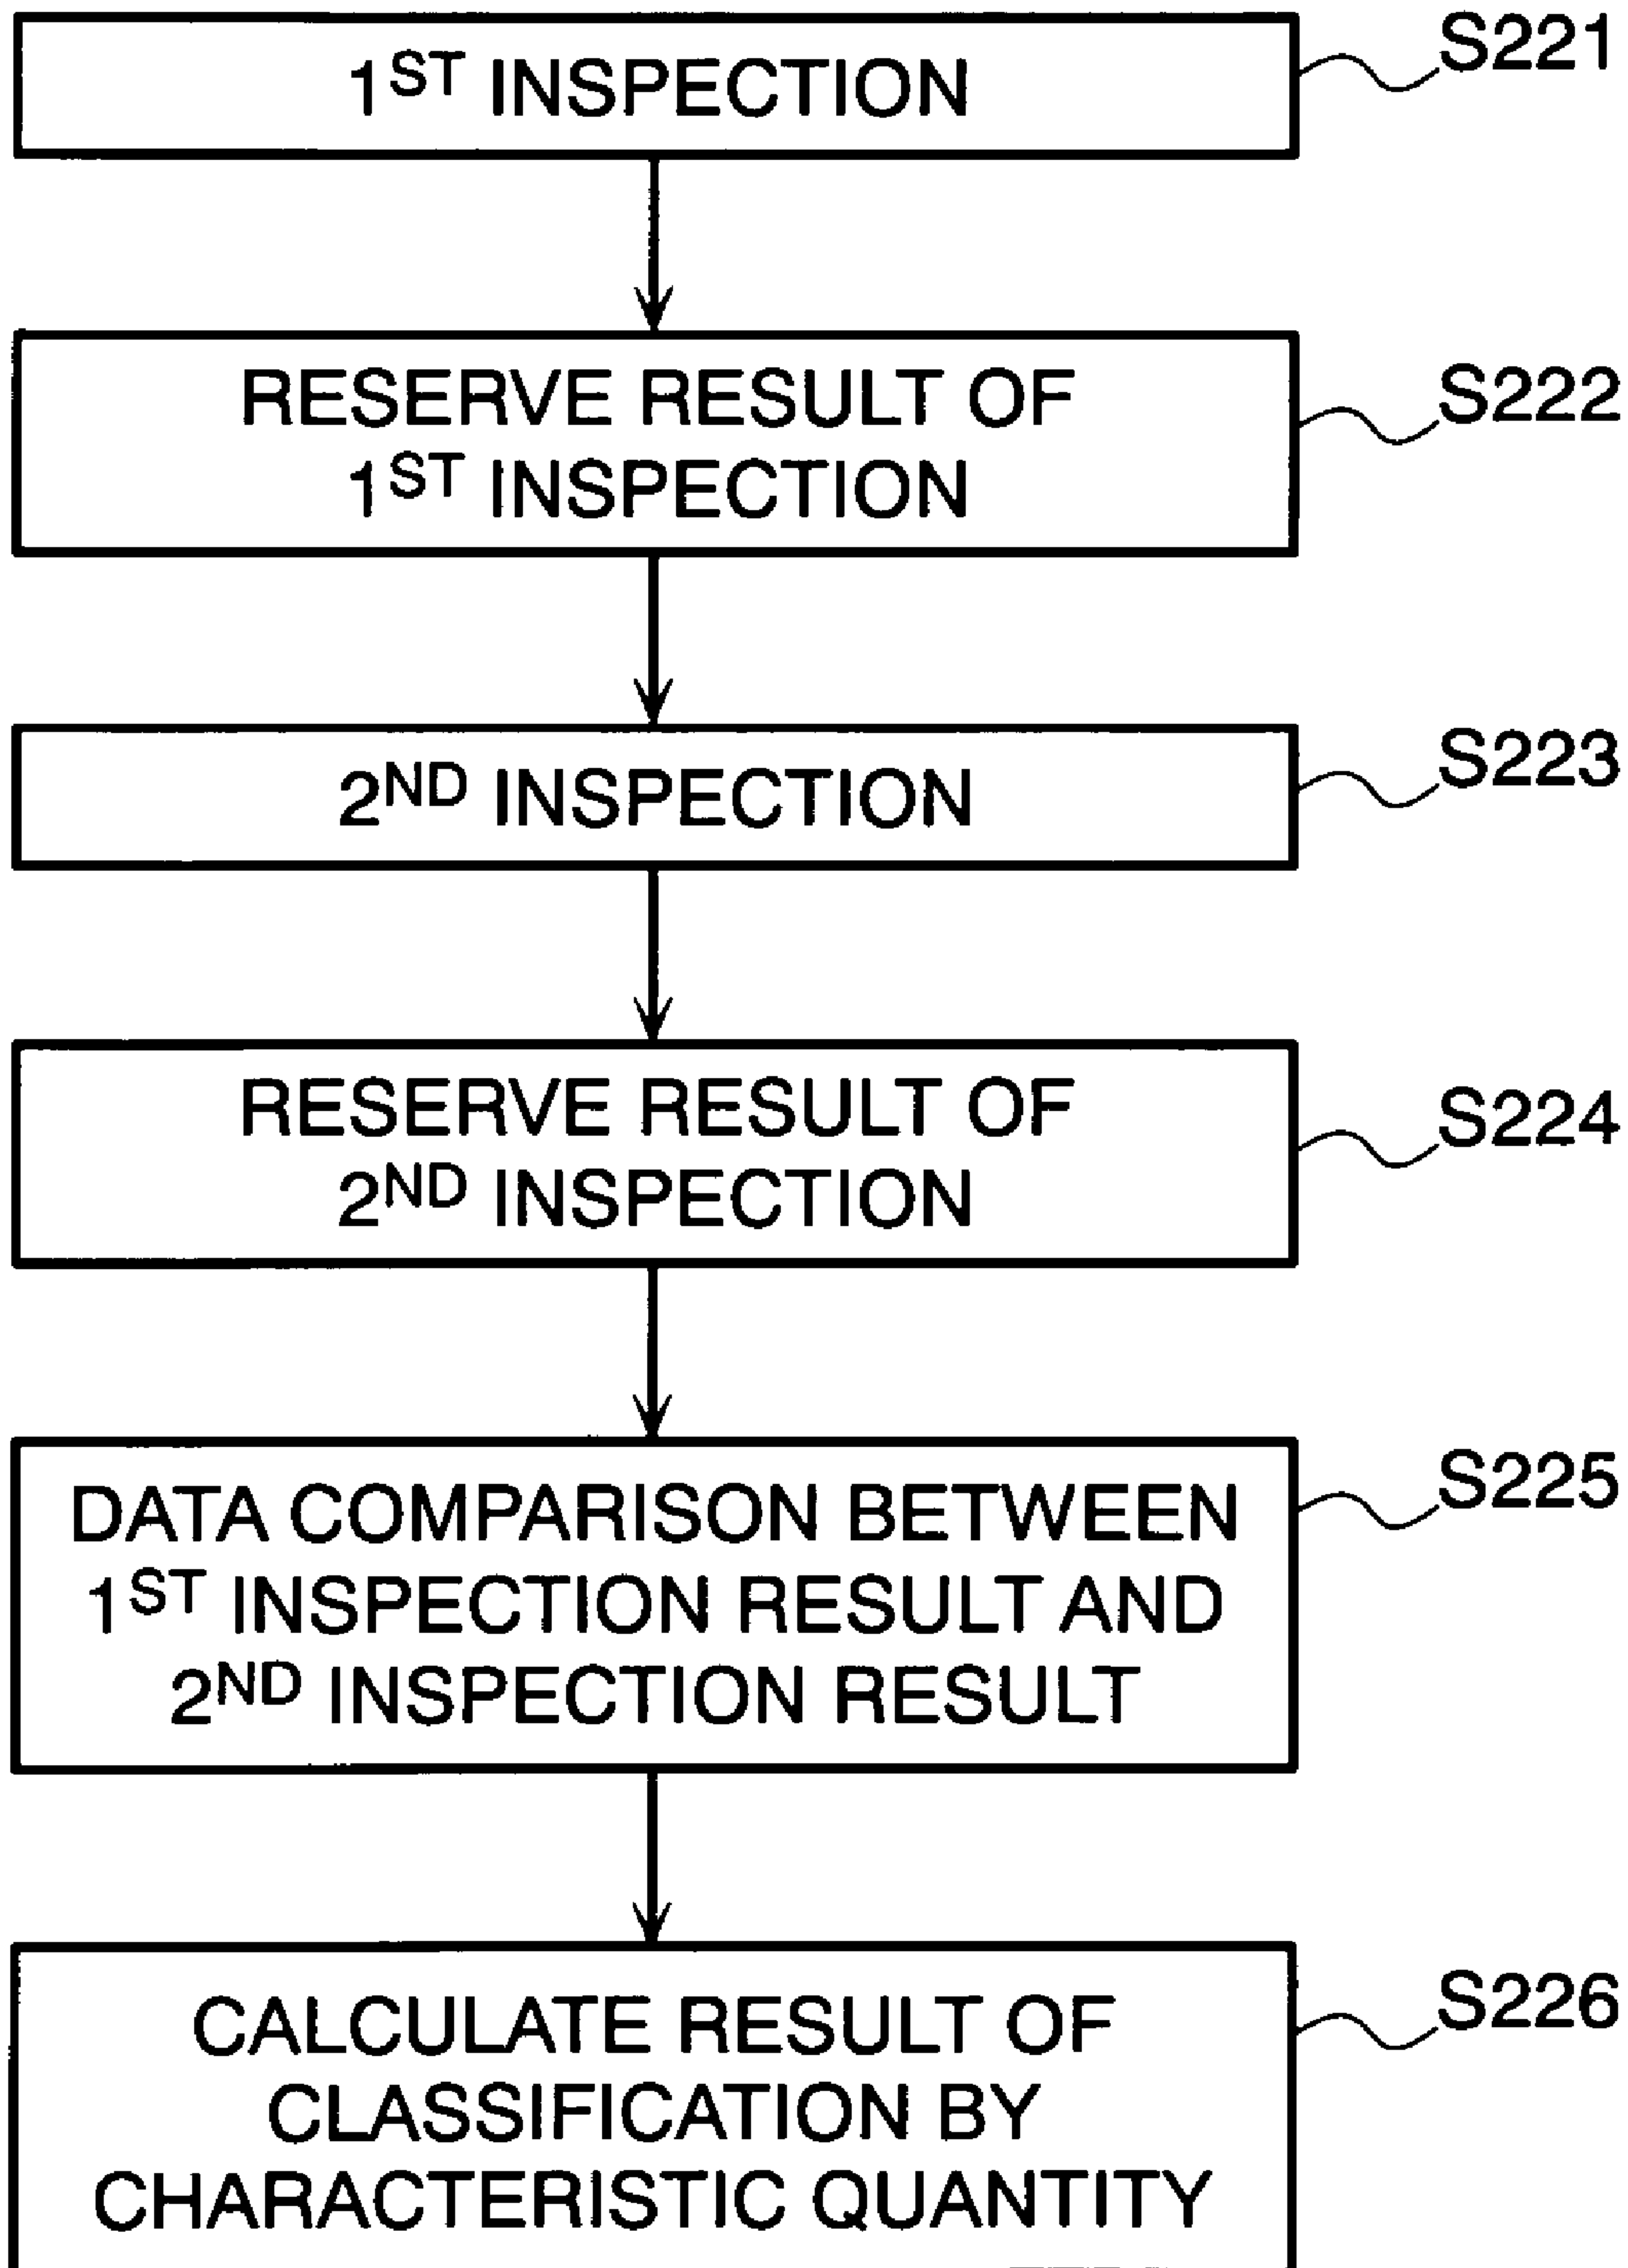 1ST INSPECTION
S221
RESERVE RESULT OF
1ST INSPECTION
S222
2ND INSPECTION
S223
RESERVE RESULT OF
2ND INSPECTION
S224
DATA COMPARISON BETWEEN
1ST INSPECTION RESULT AND
2ND INSPECTION RESULT
S225
CALCULATE RESULT OF
CLASSIFICATION BY
CHARACTERISTIC QUANTITY
S226